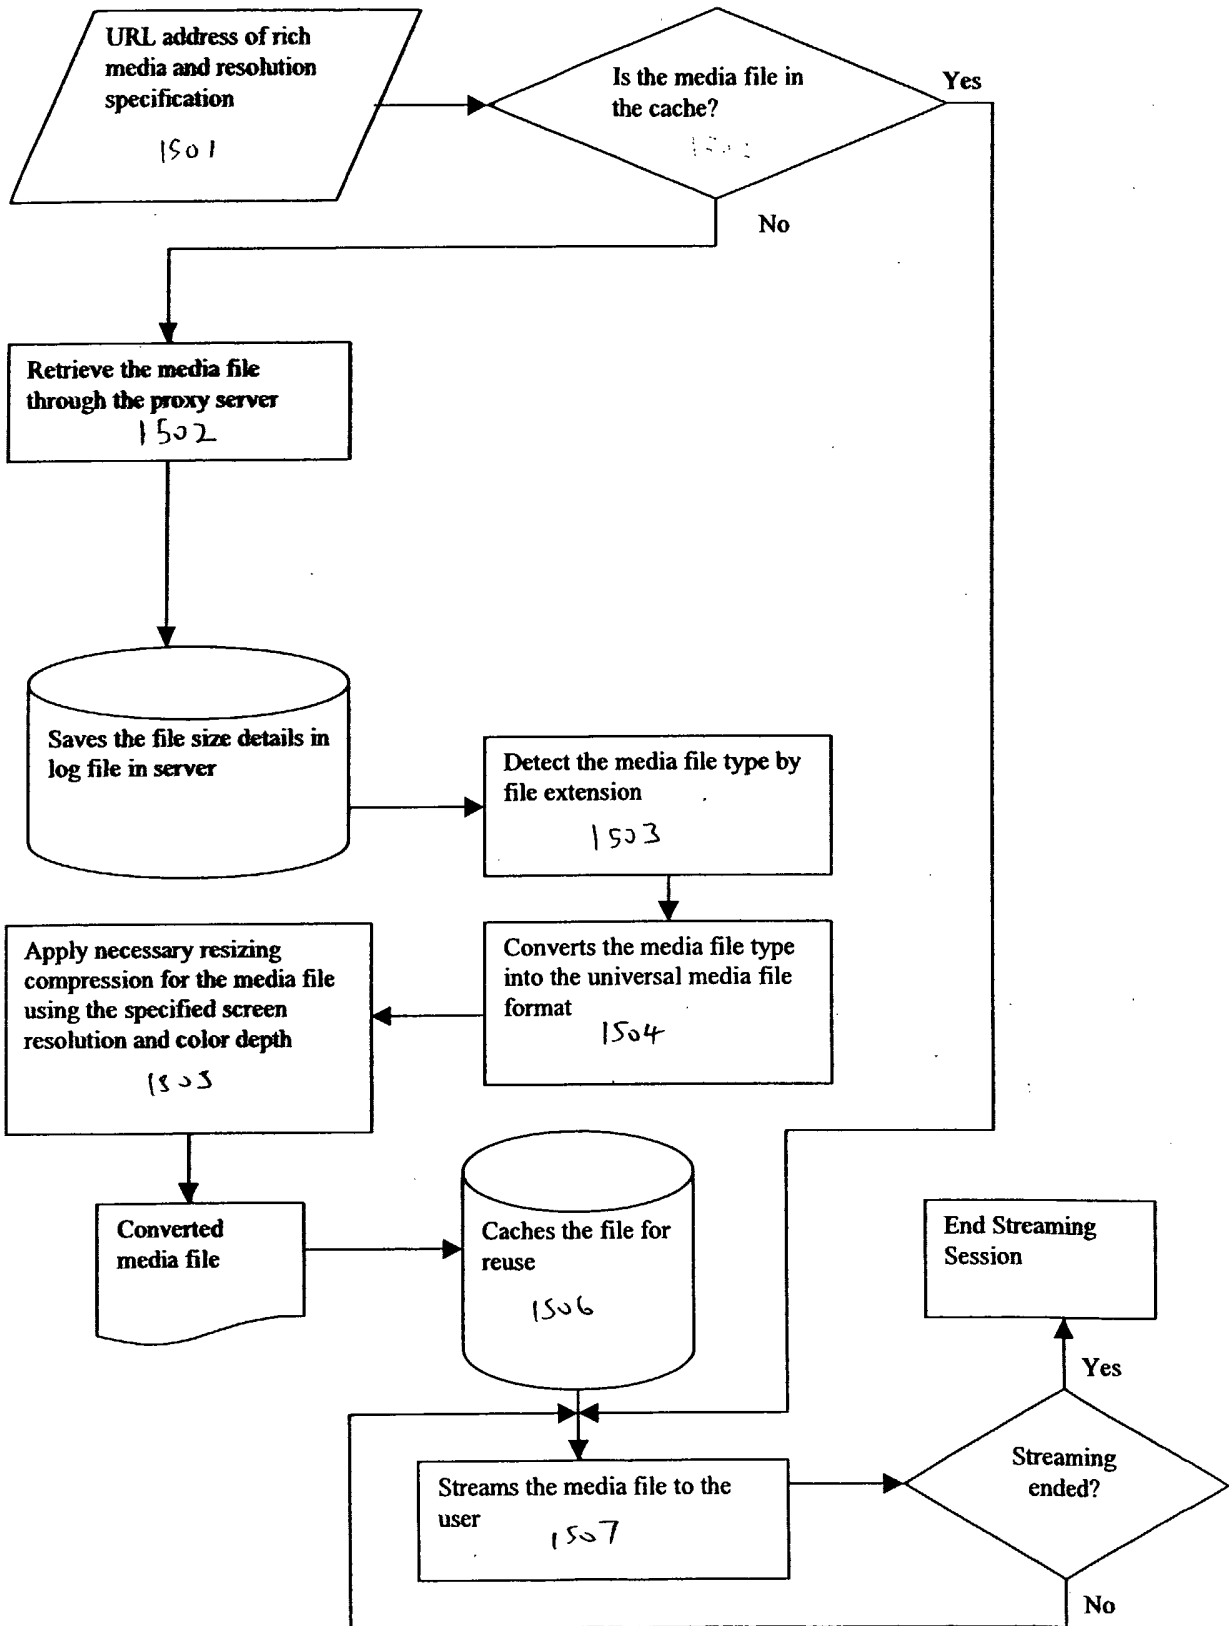 URL address of rich
media and resolution
specification
1501
Is the media file in
the cache?
Yes
No
Retrieve the media file
through the proxy server
1502
Saves the file size details in
log file in server
Detect the media file type by
file extension
1503
Converts the media file type
into the universal media file
format
1504
Apply necessary resizing
compression for the media file
using the specified screen
resolution and color depth
1505
Converted
media file
Caches the file for
reuse
1506
End Streaming
Session
Yes
Streaming
ended?
No
Streams the media file to the
user
1507